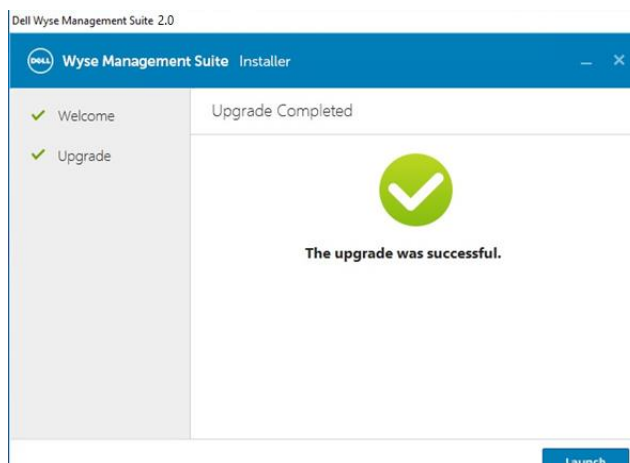 Dell Wyse Management Suite 2.0
DELL Wyse Management Suite Installer
Welcome
Upgrade Completed
Upgrade
The upgrade was successful.
Launch